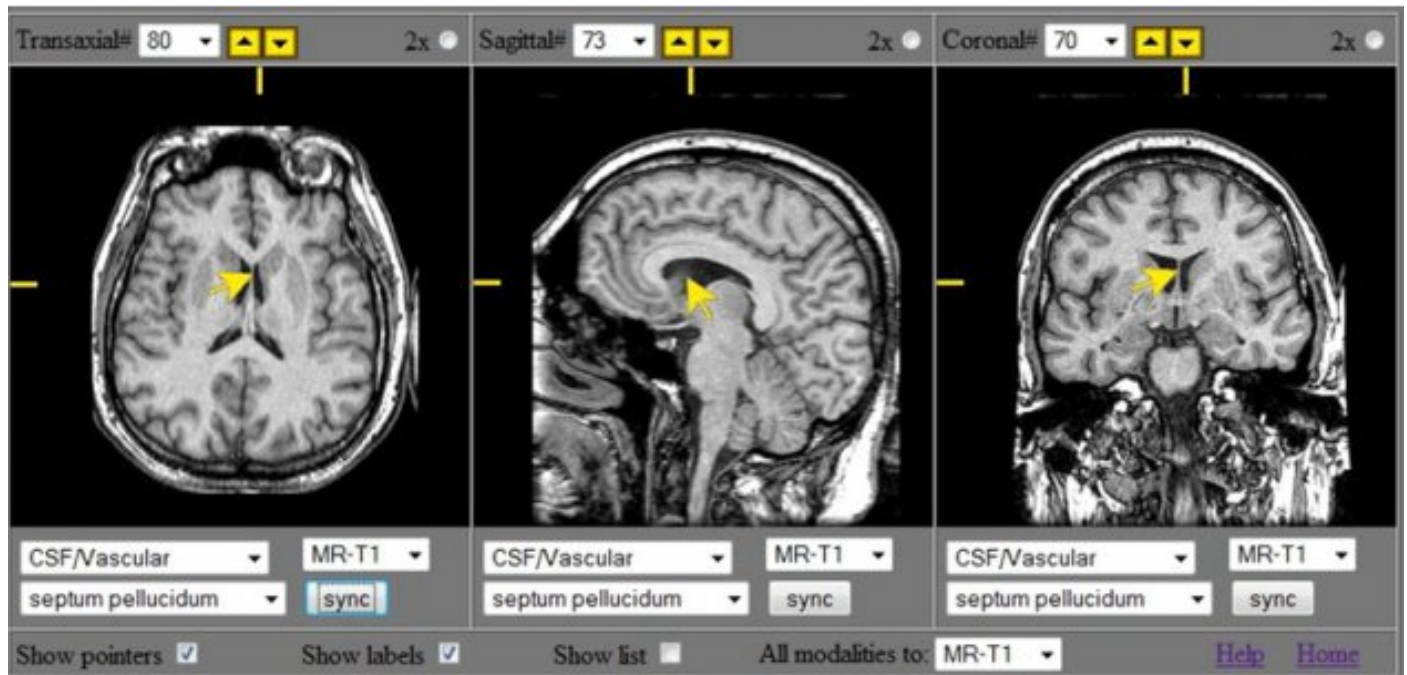 Transaxial# 80 2x Sagittal# 73 2x Coronal# 70 2x
CSF/Vascular MR-T1 CSF/Vascular MR-T1 CSF/Vascular MR-T1
septum pellucidum sync septum pellucidum sync septum pellucidum sync
Show pointers Show labels Show list All modalities to: MR-T1 Help Home